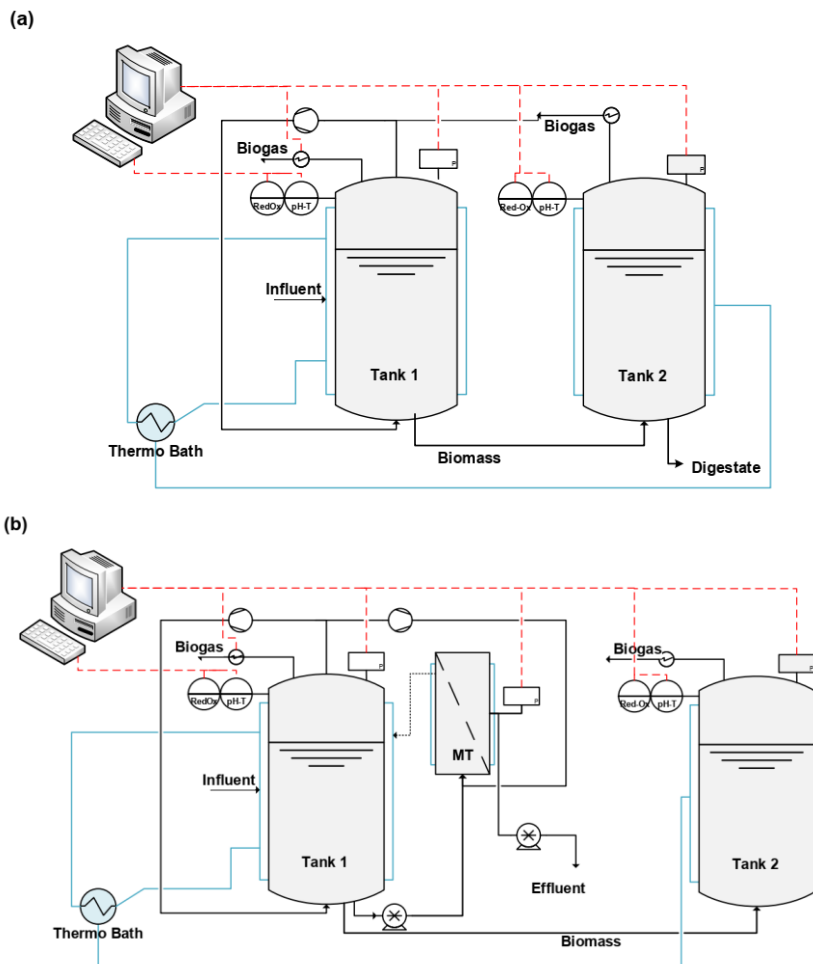 (a)
Biogas
Biogas
P
P
RedOx
pH-T
Red-Ox
pH-T
Influent
Tank 1
Tank 2
Thermo Bath
Biomass
Digestate
(b)
Biogas
P
Biogas
P
RedOx
pH-T
P
Red-Ox
pH-T
MT
Influent
Tank 1
Tank 2
Effluent
Thermo Bath
Biomass